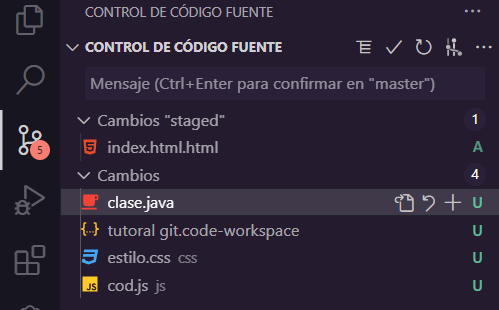 CONTROL DE CÓDIGO FUENTE
CONTROL DE CÓDIGO FUENTE
Mensaje (Ctrl+Enter para confirmar en "master")
Cambios "staged" 1
index.html.html A
Cambios 4
5
clase.java U
tutoral git.code-workspace U
estilo.css css U
cod.js js U